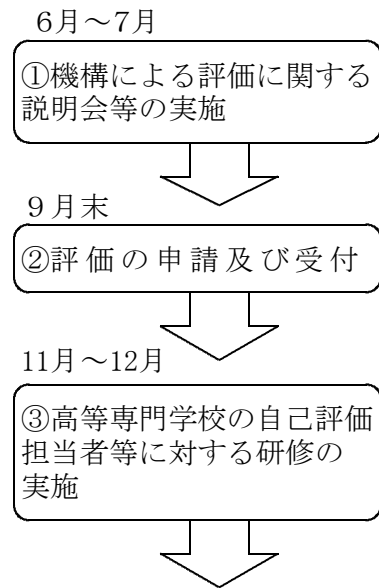 6月～7月
①機構による評価に関する
説明会等の実施
９月末
②評価の申請及び受付
11月～12月
③高等専門学校の自己評価
担当者等に対する研修の
実施